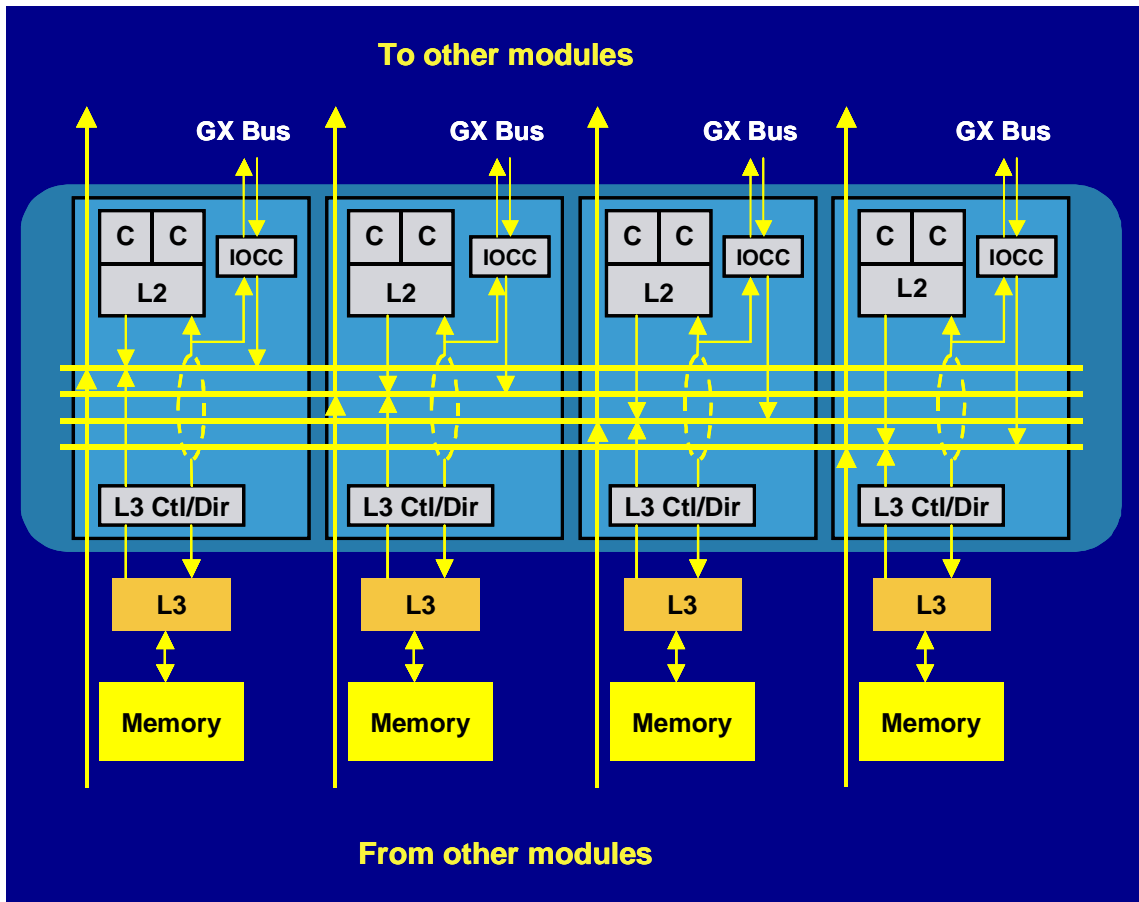 To other modules
GX Bus GX Bus GX Bus GX Bus
C C C C C C C C
IOCC IOCC IOCC IOCC
L2 L2 L2 L2
L3 Ctl/Dir L3 Ctl/Dir L3 Ctl/Dir L3 Ctl/Dir
L3 L3 L3 L3
Memory Memory Memory Memory
From other modules